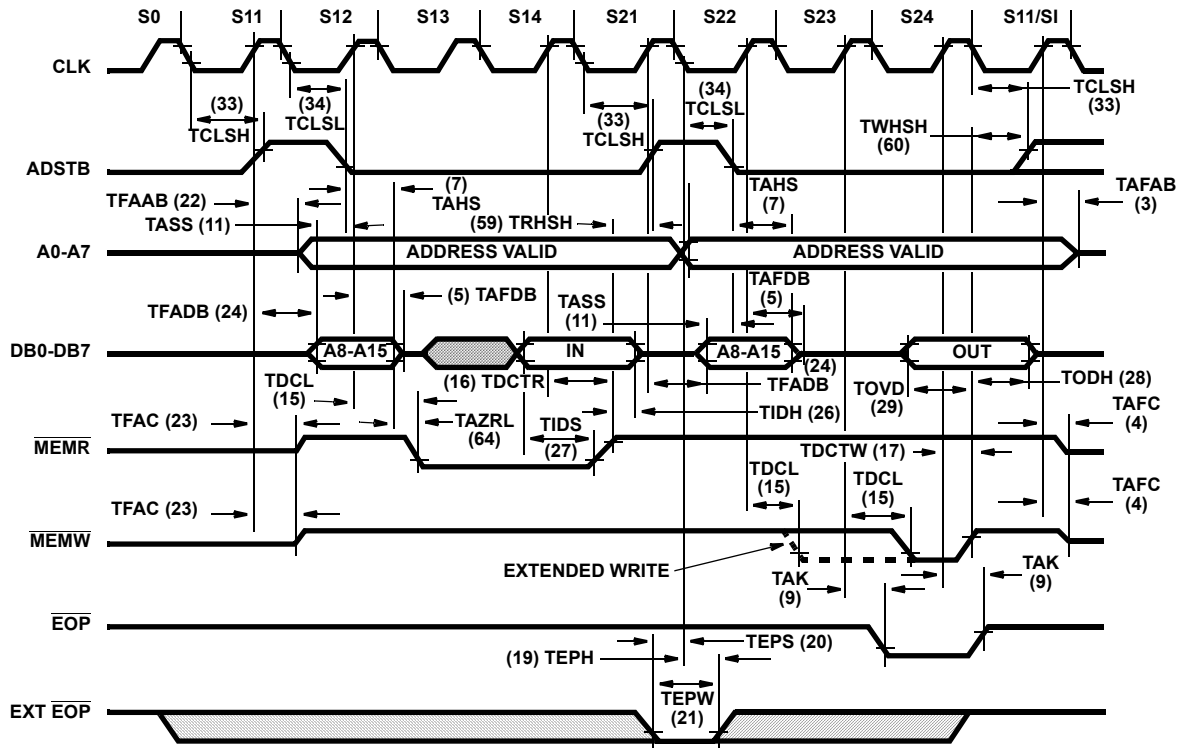 S0 S11 S12 S13 S14 S21 S22 S23 S24 S11/SI
CLK
(33)
TCLSH
(34)
TCLSL
(33)
TCLSH
(34)
TCLSL
TCLSH
(33)
TWHSH
(60)
ADSTB
TFAAB (22)
(7)
TAHS
TAHS
(7)
TAFAB
(3)
TASS (11)
(59) TRHSH
A0-A7 ADDRESS VALID ADDRESS VALID
TFADB (24)
(5) TAFDB
TASS
(11)
TAFDB
(5)
DB0-DB7 A8-A15 IN A8-A15 OUT
(24)
TFADB
(16) TDCTR
TDCL
(15)
TOVD
(29)
TODH (28)
TIDH (26)
TFAC (23)
TAZRL
(64)
TIDS
(27)
TAFC
(4)
MEMR
TDCTW (17)
TDCL
(15)
TDCL
(15)
TFAC (23)
TAFC
(4)
MEMW
EXTENDED WRITE
TAK
(9)
TAK
(9)
EOP
TEPS (20)
(19) TEPH
TEPW
(21)
EXT EOP